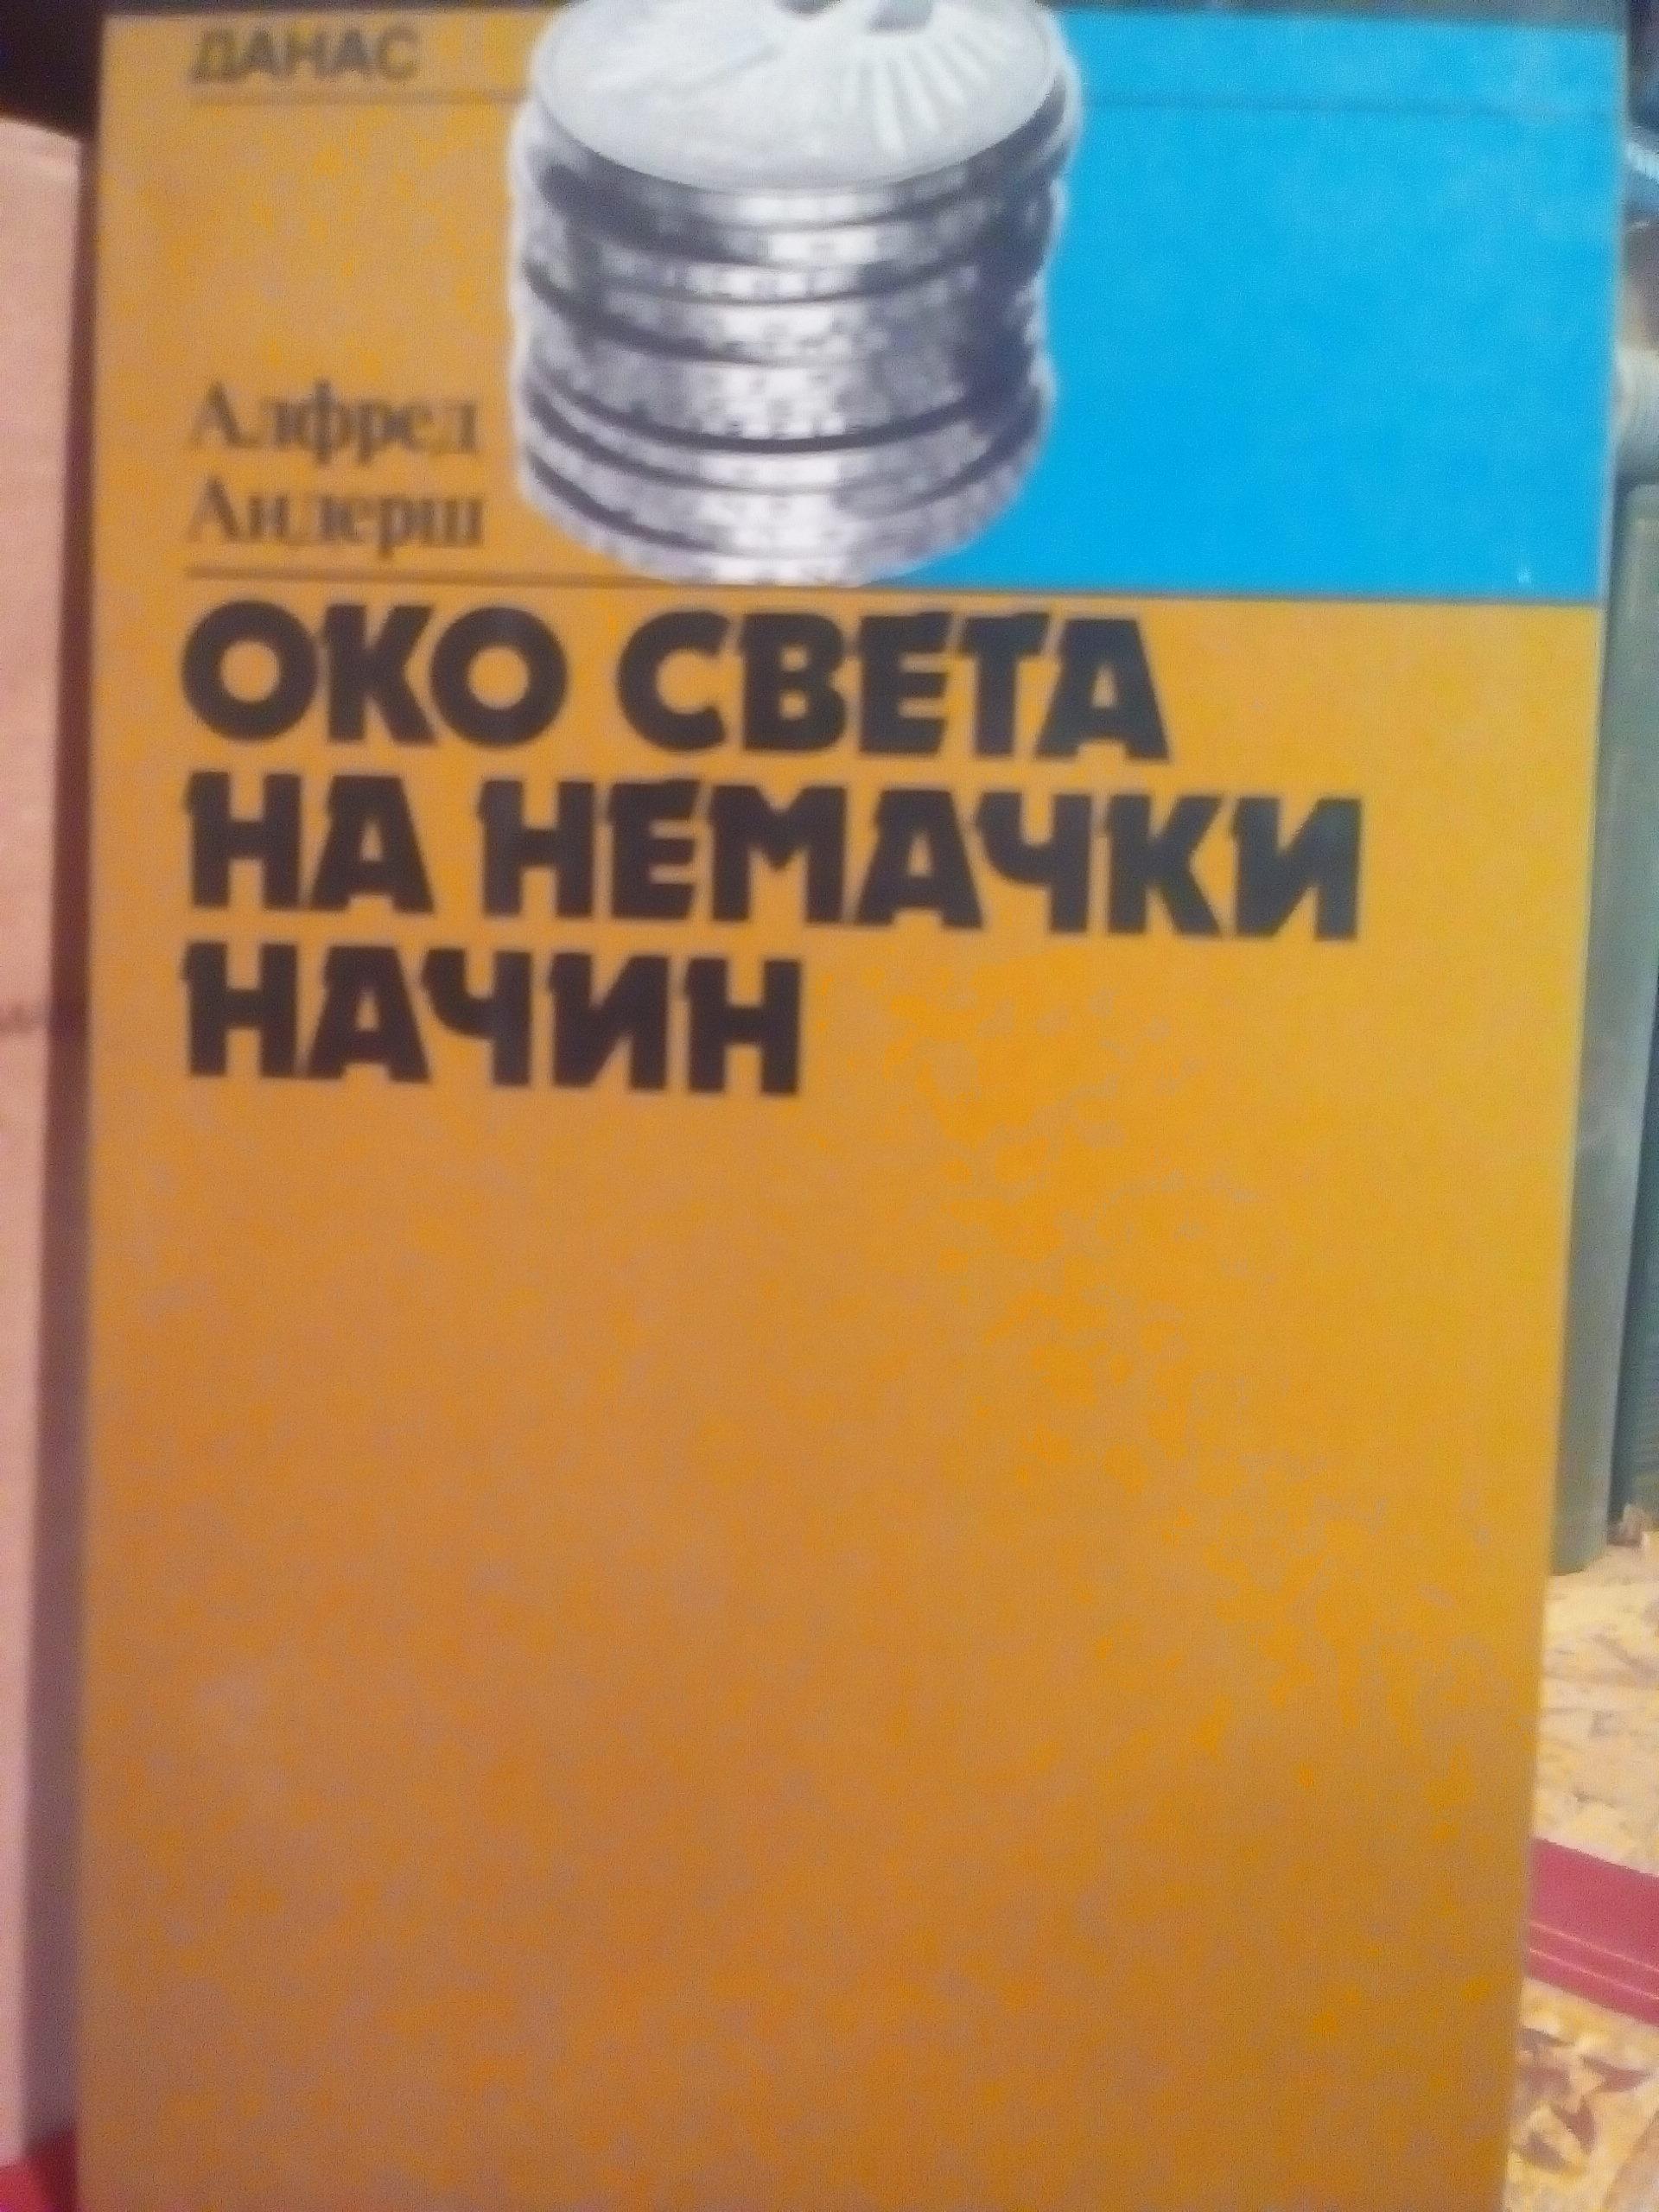 ДАНАС
Алфред
Андерш
ОКО СВЕТА
НА НЕМАЧКИ
НАЧИН